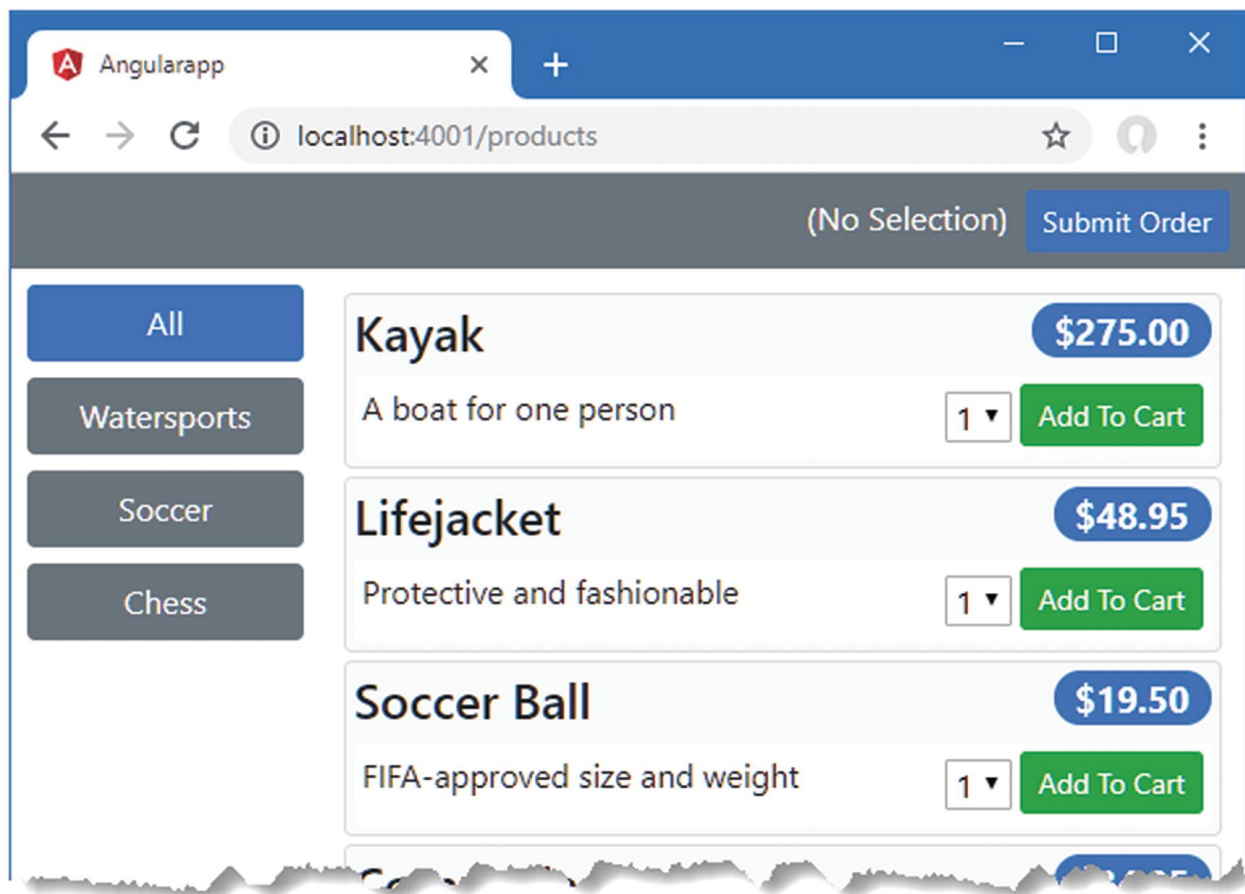 Angularapp
localhost:4001/products
(No Selection) Submit Order
All
Watersports
Soccer
Chess
Kayak $275.00
A boat for one person 1 Add To Cart
Lifejacket $48.95
Protective and fashionable 1 Add To Cart
Soccer Ball $19.50
FIFA-approved size and weight 1 Add To Cart